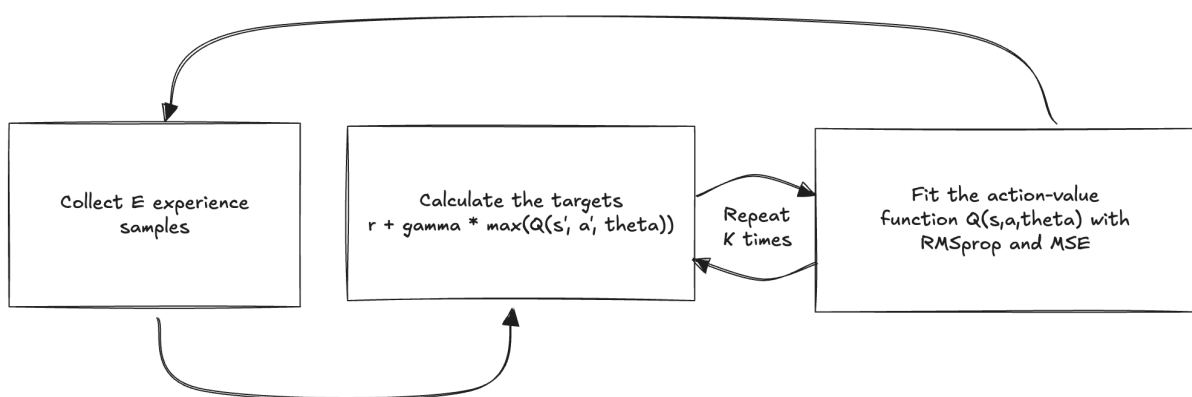 Collect E experience
samples
Calculate the targets
r + gamma * max(Q(s', a', theta))
Repeat
K times
Fit the action-value
function Q(s,a,theta) with
RMSprop and MSE